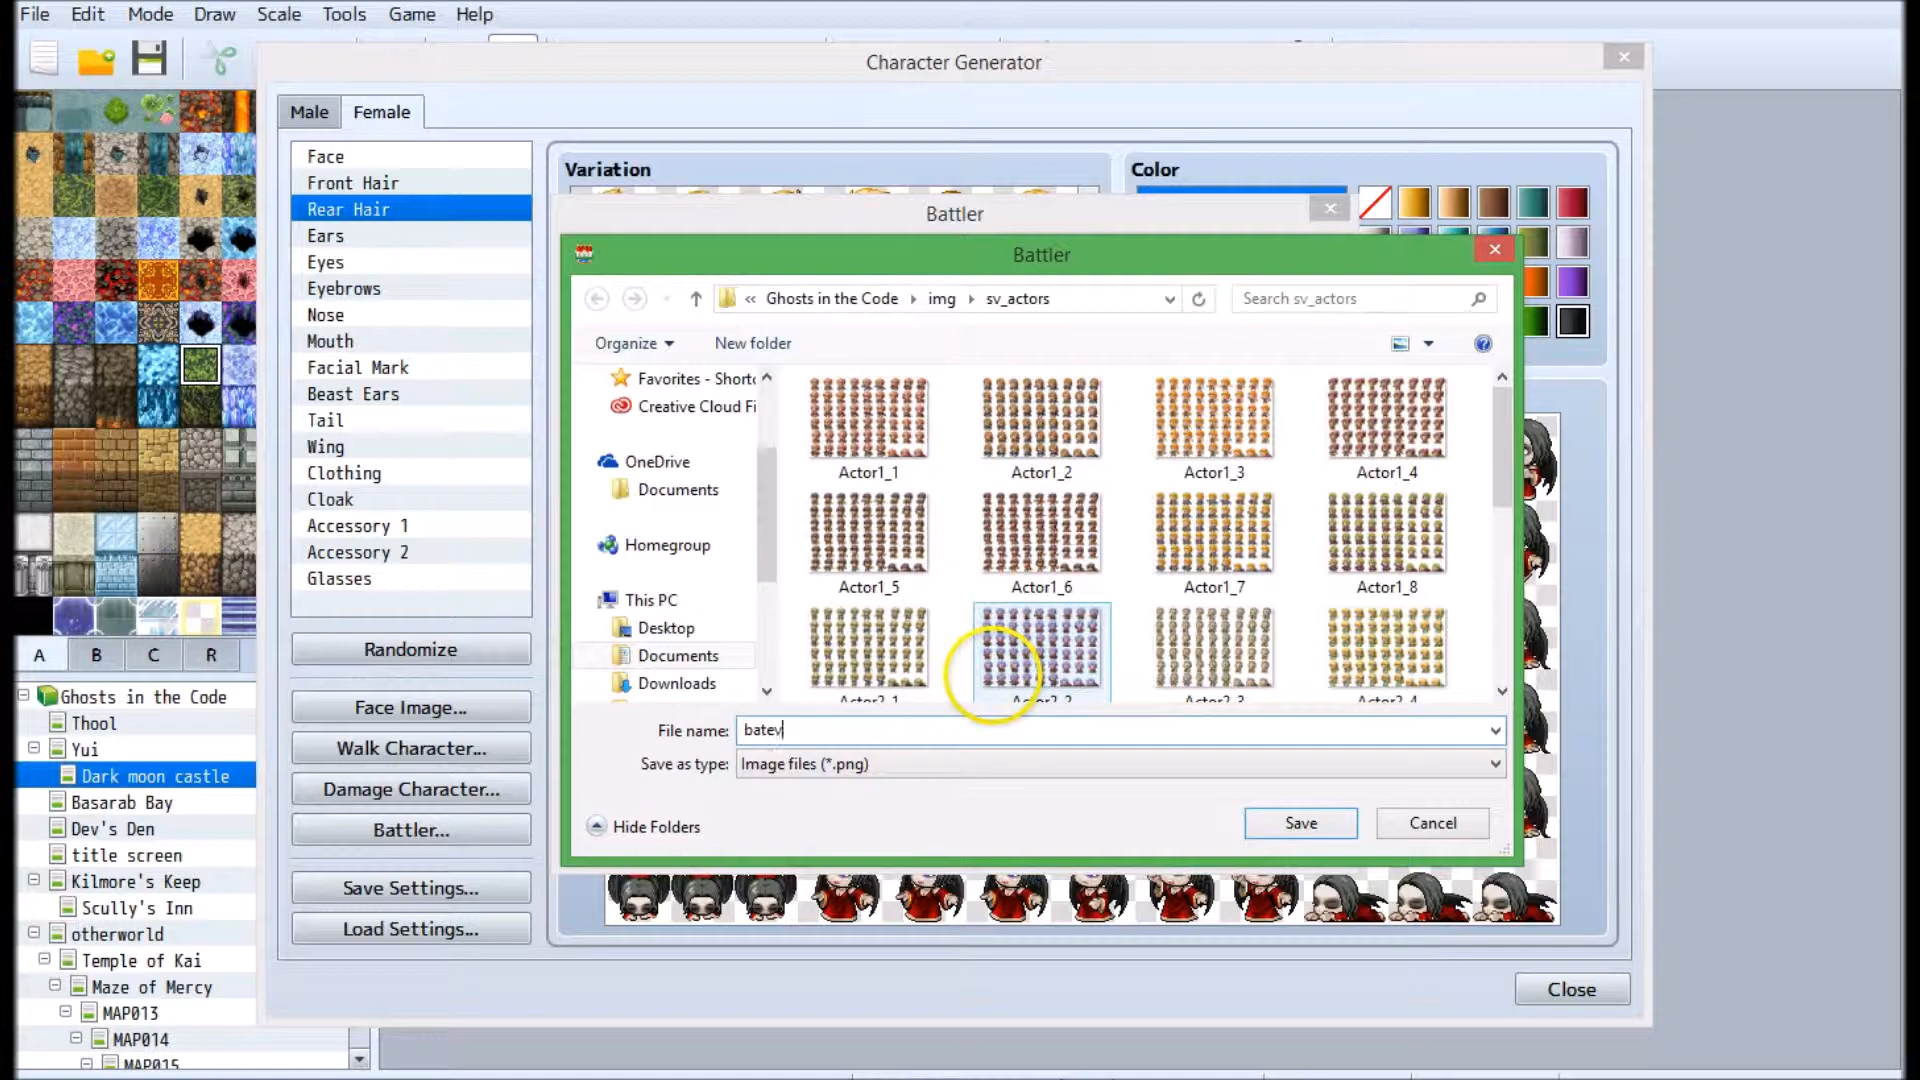 File Edit Mode Draw Scale Tools Game Help
Character Generator
Male Female
Face
Front Hair
Rear Hair
Ears
Eyes
Eyebrows
Nose
Mouth
Facial Mark
Beast Ears
Tail
Wing
Clothing
Cloak
Accessory 1
Accessory 2
Glasses
Randomize
Face Image...
Walk Character...
Damage Character...
Battler...
Save Settings...
Load Settings...
Variation
Color
Battler
Battler
« Ghosts in the Code img sv_actors
Search sv_actors
Organize New folder
Favorites - Shortc
Creative Cloud Fi
OneDrive
Documents
Homegroup
This PC
Desktop
Documents
Downloads
Actor1_1 Actor1_2 Actor1_3 Actor1_4
Actor1_5 Actor1_6 Actor1_7 Actor1_8
Actor2_1 Actor2_2 Actor2_3 Actor2_4
File name: batev
Save as type: Image files (*.png)
Hide Folders
Save Cancel
Close
A B C R
Ghosts in the Code
Thool
Yui
Dark moon castle
Basarab Bay
Dev's Den
title screen
Kilmore's Keep
Scully's Inn
otherworld
Temple of Kai
Maze of Mercy
MAP013
MAP014
MAP015